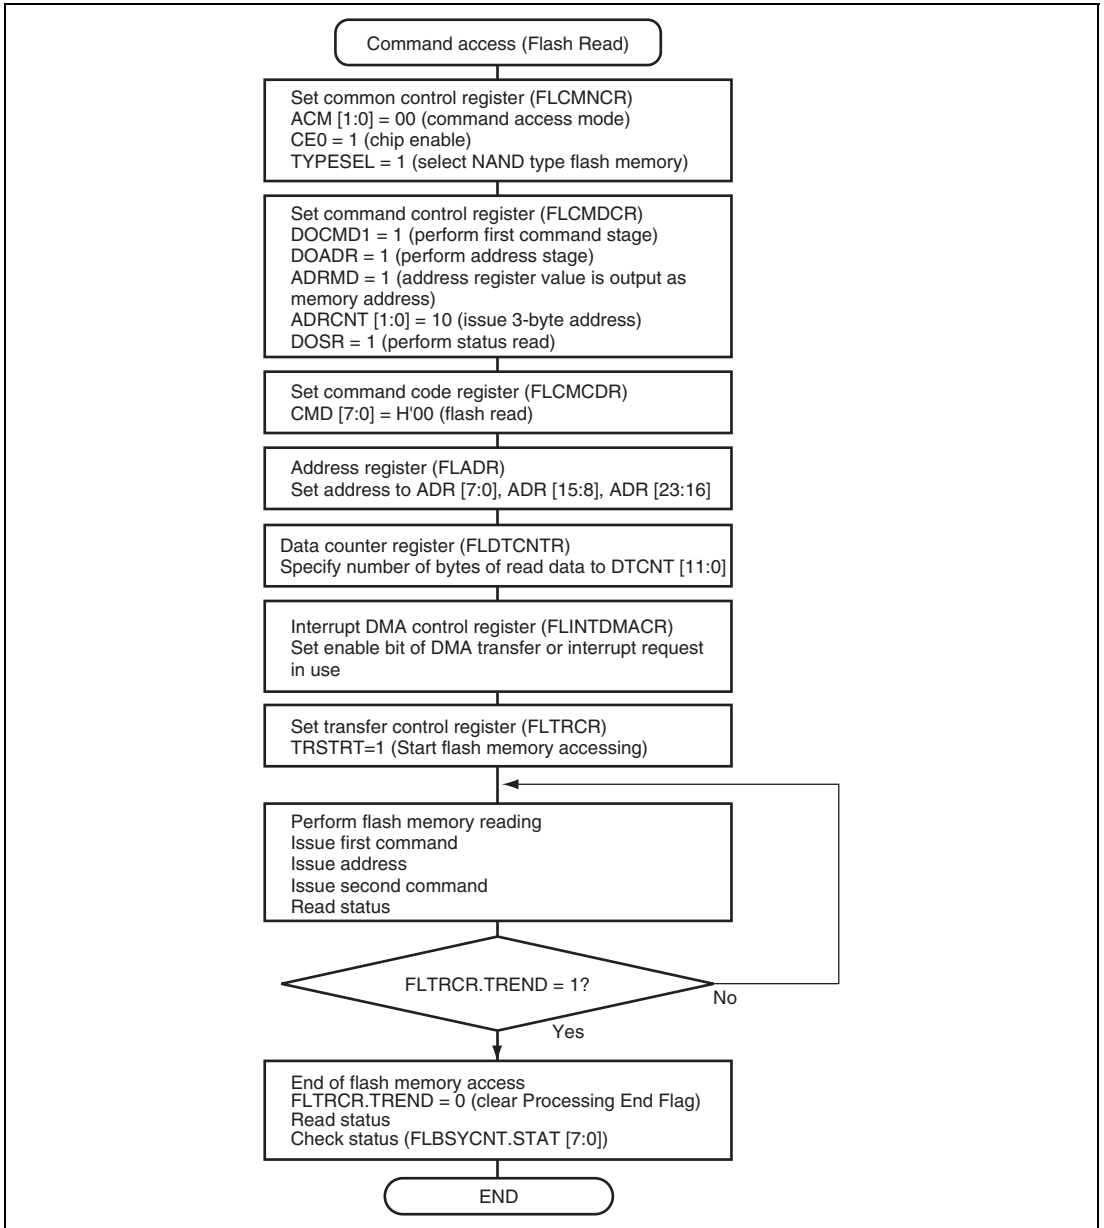 Command access (Flash Read)
Set common control register (FLCMNCR)
ACM [1:0] = 00 (command access mode)
CE0 = 1 (chip enable)
TYPESEL = 1 (select NAND type flash memory)
Set command control register (FLCMDCR)
DOCMD1 = 1 (perform first command stage)
DOADR = 1 (perform address stage)
ADRMD = 1 (address register value is output as
memory address)
ADRCNT [1:0] = 10 (issue 3-byte address)
DOSR = 1 (perform status read)
Set command code register (FLCMCDR)
CMD [7:0] = H'00 (flash read)
Address register (FLADR)
Set address to ADR [7:0], ADR [15:8], ADR [23:16]
Data counter register (FLDTCNTR)
Specify number of bytes of read data to DTCNT [11:0]
Interrupt DMA control register (FLINTDMACR)
Set enable bit of DMA transfer or interrupt request
in use
Set transfer control register (FLTRCR)
TRSTRT=1 (Start flash memory accessing)
Perform flash memory reading
Issue first command
Issue address
Issue second command
Read status
FLTRCR.TREND = 1?
No
Yes
End of flash memory access
FLTRCR.TREND = 0 (clear Processing End Flag)
Read status
Check status (FLBSYCNT.STAT [7:0])
END